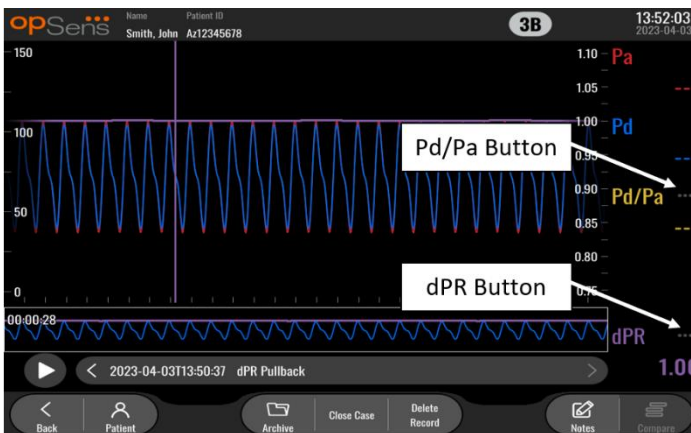 opSens
Name
Patient ID
Smith, John
Az12345678
3B
13:52:03
2023-04-03
150
100
50
0
1.10
1.05
1.00
0.95
0.90
0.85
0.80
0.75
Pa
--
Pd
--
Pd/Pa
--
Pd/Pa Button
dPR Button
dPR
1.00
00:00:28
< 2023-04-03T13:50:37 dPR Pullback >
Back
Patient
Archive
Close Case
Delete
Record
Notes
Compare